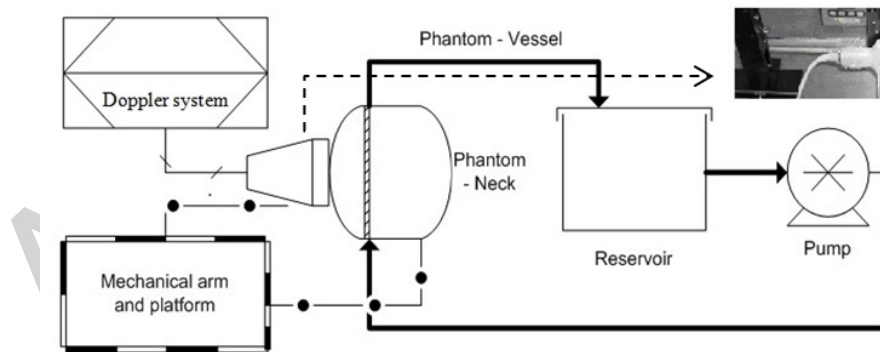 Phantom - Vessel
Doppler system
Phantom
- Neck
Mechanical arm
and platform
Reservoir
Pump